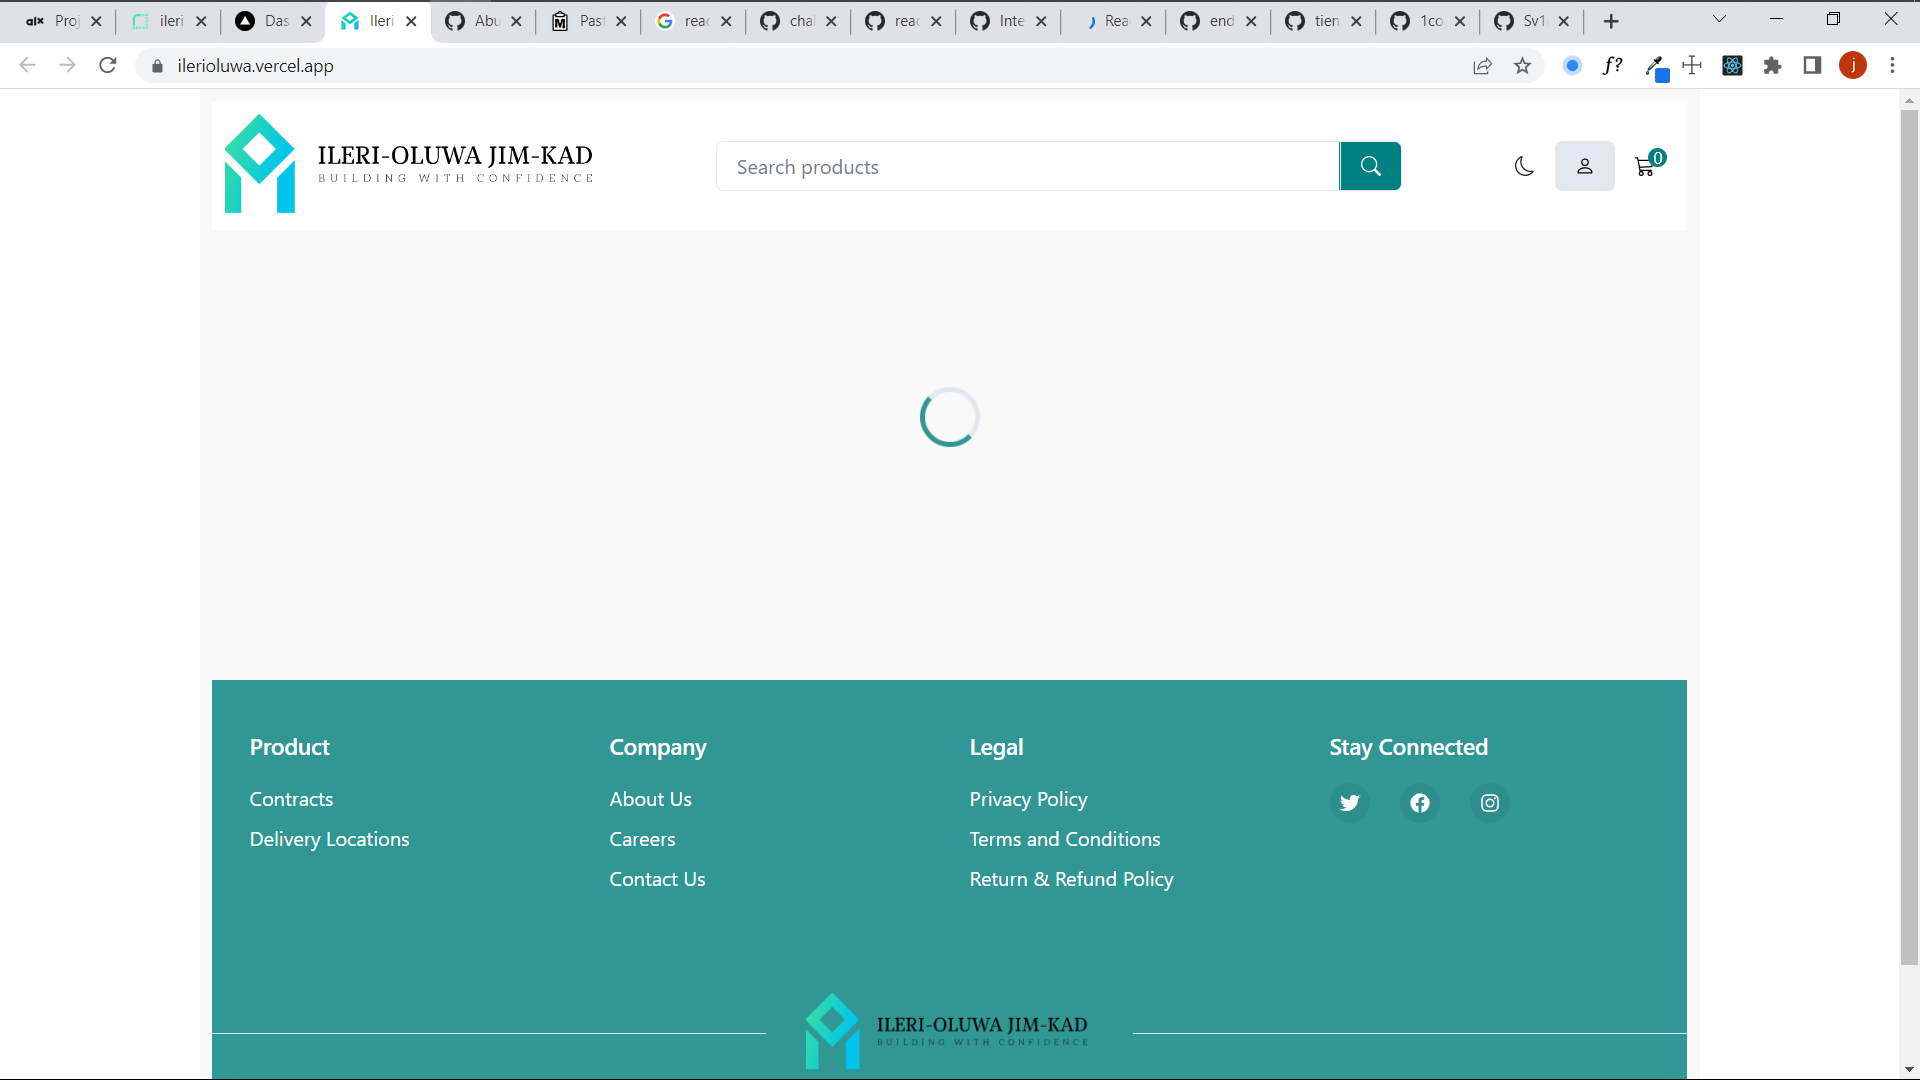 alx Proj ileri Das Ileri Abu Past reac chal reac Inte Rea end tien 1co Sv1
ilerioluwa.vercel.app f? j
ILERI-OLUWA JIM-KAD
BUILDING WITH CONFIDENCE
Search products
0
Product
Company
Legal
Stay Connected
Contracts
About Us
Privacy Policy
Delivery Locations
Careers
Terms and Conditions
Contact Us
Return & Refund Policy
ILERI-OLUWA JIM-KAD
BUILDING WITH CONFIDENCE